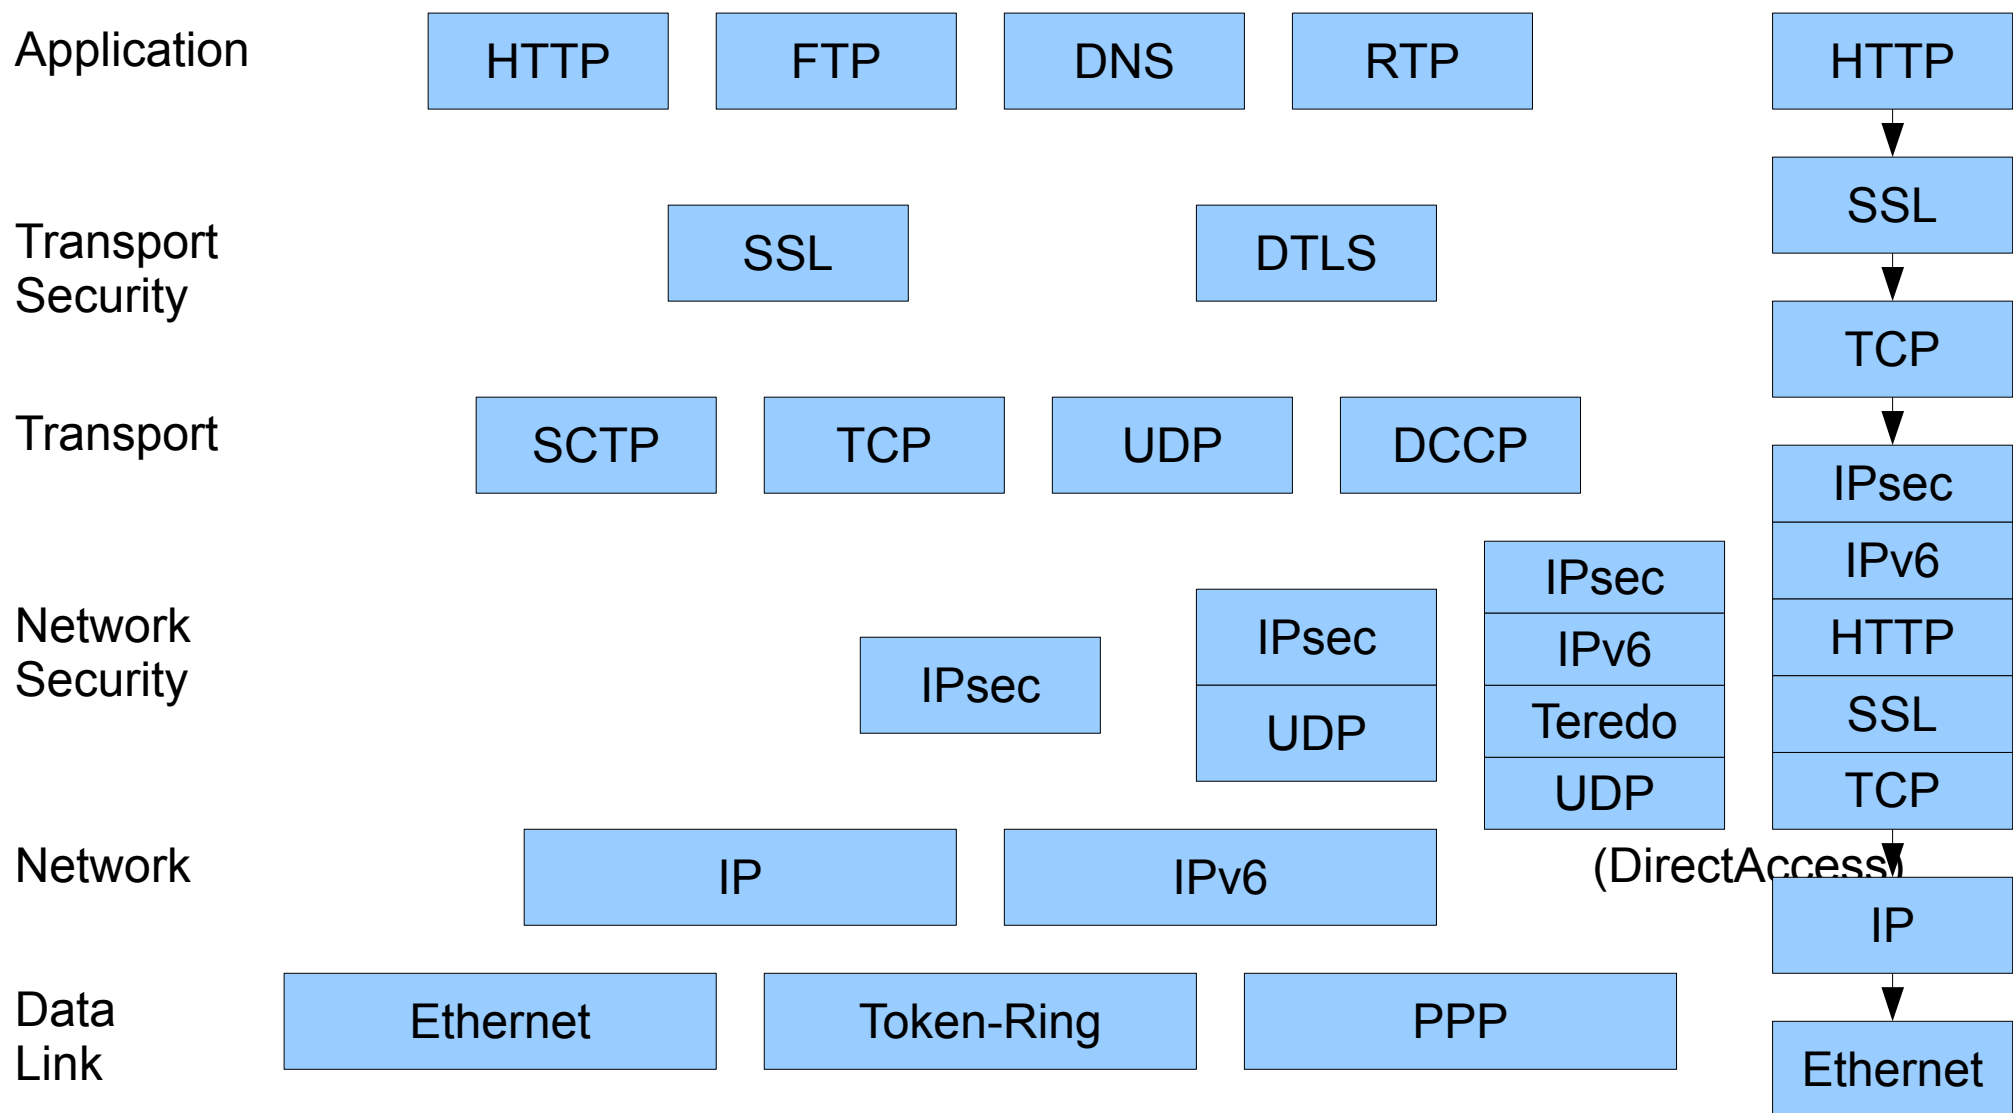 Application
HTTP
FTP
DNS
RTP
HTTP
SSL
Transport
Security
SSL
DTLS
TCP
Transport
SCTP
TCP
UDP
DCCP
IPsec
IPv6
HTTP
SSL
TCP
Network
Security
IPsec
IPsec
UDP
IPsec
IPv6
Teredo
UDP
Network
IP
IPv6
(DirectAccess)
IP
Data
Link
Ethernet
Token-Ring
PPP
Ethernet